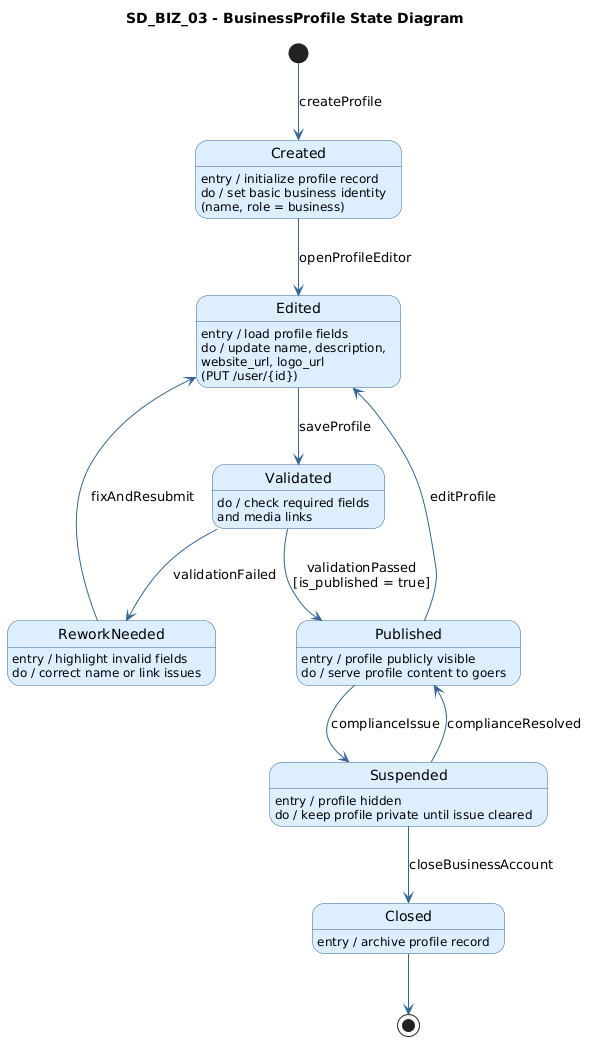 SD_BIZ_03 - BusinessProfile State Diagram
createProfile
Created
entry / initialize profile record
do / set basic business identity
(name, role = business)
openProfileEditor
Edited
entry / load profile fields
do / update name, description,
website_url, logo_url
(PUT /user/{id})
saveProfile
Validated
do / check required fields
and media links
fixAndResubmit
editProfile
validationFailed
validationPassed
[is_published = true]
ReworkNeeded
entry / highlight invalid fields
do / correct name or link issues
Published
entry / profile publicly visible
do / serve profile content to goers
complianceIssue
complianceResolved
Suspended
entry / profile hidden
do / keep profile private until issue cleared
closeBusinessAccount
Closed
entry / archive profile record